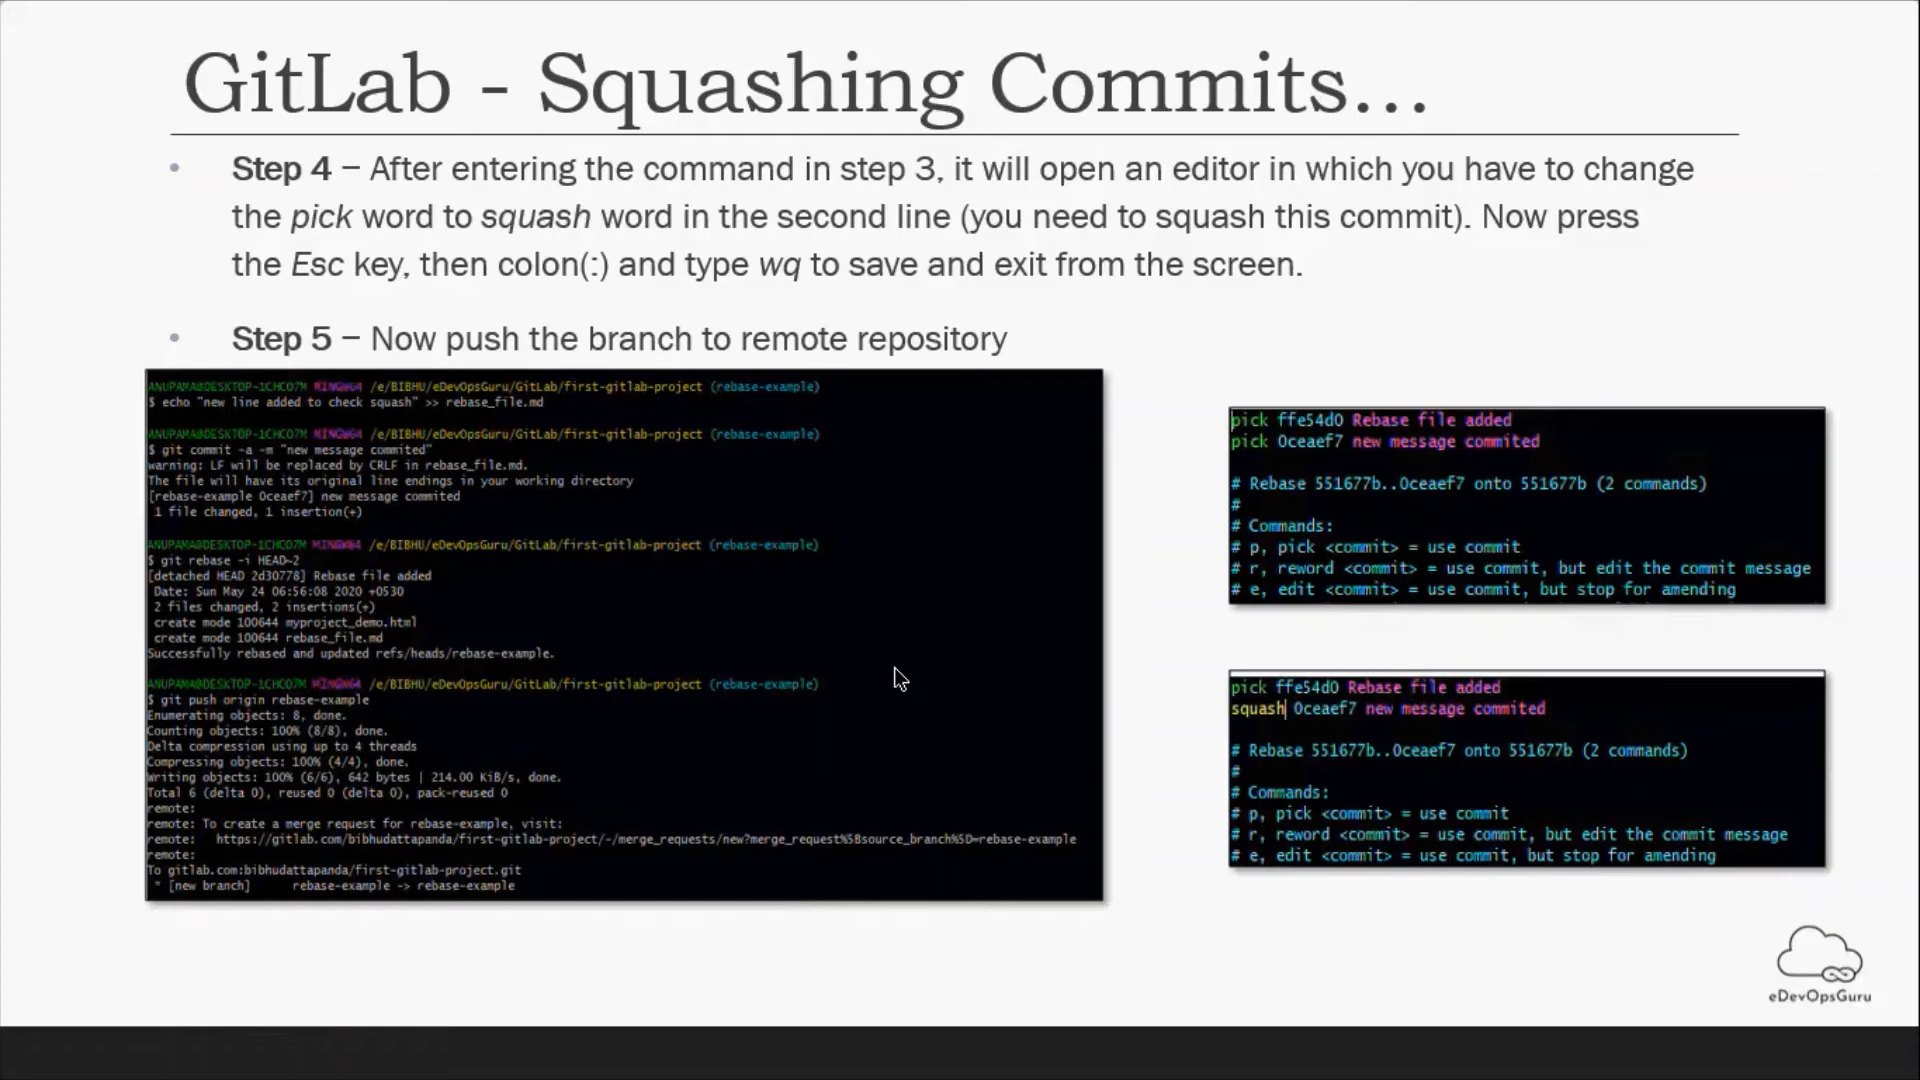 GitLab - Squashing Commits...
• Step 4 – After entering the command in step 3, it will open an editor in which you have to change
the pick word to squash word in the second line (you need to squash this commit). Now press
the Esc key, then colon(:) and type wq to save and exit from the screen.
• Step 5 – Now push the branch to remote repository
ANUPAMA@DESKTOP-1CHCO7M MINGW64 /e/BIBHU/eDevOpsGuru/GitLab/first-gitlab-project (rebase-example)
$ echo "new line added to check squash" >> rebase_file.md
ANUPAMA@DESKTOP-1CHCO7M MINGW64 /e/BIBHU/eDevOpsGuru/GitLab/first-gitlab-project (rebase-example)
$ git commit -a -m "new message commited"
warning: LF will be replaced by CRLF in rebase_file.md.
The file will have its original line endings in your working directory
[rebase-example 0ceaef7] new message commited
1 file changed, 1 insertion(+)
ANUPAMA@DESKTOP-1CHCO7M MINGW64 /e/BIBHU/eDevOpsGuru/GitLab/first-gitlab-project (rebase-example)
$ git rebase -i HEAD~2
[detached HEAD 2d30778] Rebase file added
Date: Sun May 24 06:56:08 2020 +0530
2 files changed, 2 insertions(+)
create mode 100644 myproject_demo.html
create mode 100644 rebase_file.md
Successfully rebased and updated refs/heads/rebase-example.
ANUPAMA@DESKTOP-1CHCO7M MINGW64 /e/BIBHU/eDevOpsGuru/GitLab/first-gitlab-project (rebase-example)
$ git push origin rebase-example
Enumerating objects: 8, done.
Counting objects: 100% (8/8), done.
Delta compression using up to 4 threads
Compressing objects: 100% (4/4), done.
Writing objects: 100% (6/6), 642 bytes | 214.00 KiB/s, done.
Total 6 (delta 0), reused 0 (delta 0), pack-reused 0
remote:
remote: To create a merge request for rebase-example, visit:
remote: https://gitlab.com/bibhudattapanda/first-gitlab-project/-/merge_requests/new?merge_request%5Bsource_branch%5D=rebase-example
remote:
To gitlab.com:bibhudattapanda/first-gitlab-project.git
* [new branch] rebase-example -> rebase-example
pick ffe54d0 Rebase file added
pick 0ceaef7 new message commited
# Rebase 551677b..0ceaef7 onto 551677b (2 commands)
#
# Commands:
# p, pick <commit> = use commit
# r, reword <commit> = use commit, but edit the commit message
# e, edit <commit> = use commit, but stop for amending
pick ffe54d0 Rebase file added
squash 0ceaef7 new message commited
# Rebase 551677b..0ceaef7 onto 551677b (2 commands)
#
# Commands:
# p, pick <commit> = use commit
# r, reword <commit> = use commit, but edit the commit message
# e, edit <commit> = use commit, but stop for amending
eDevOpsGuru